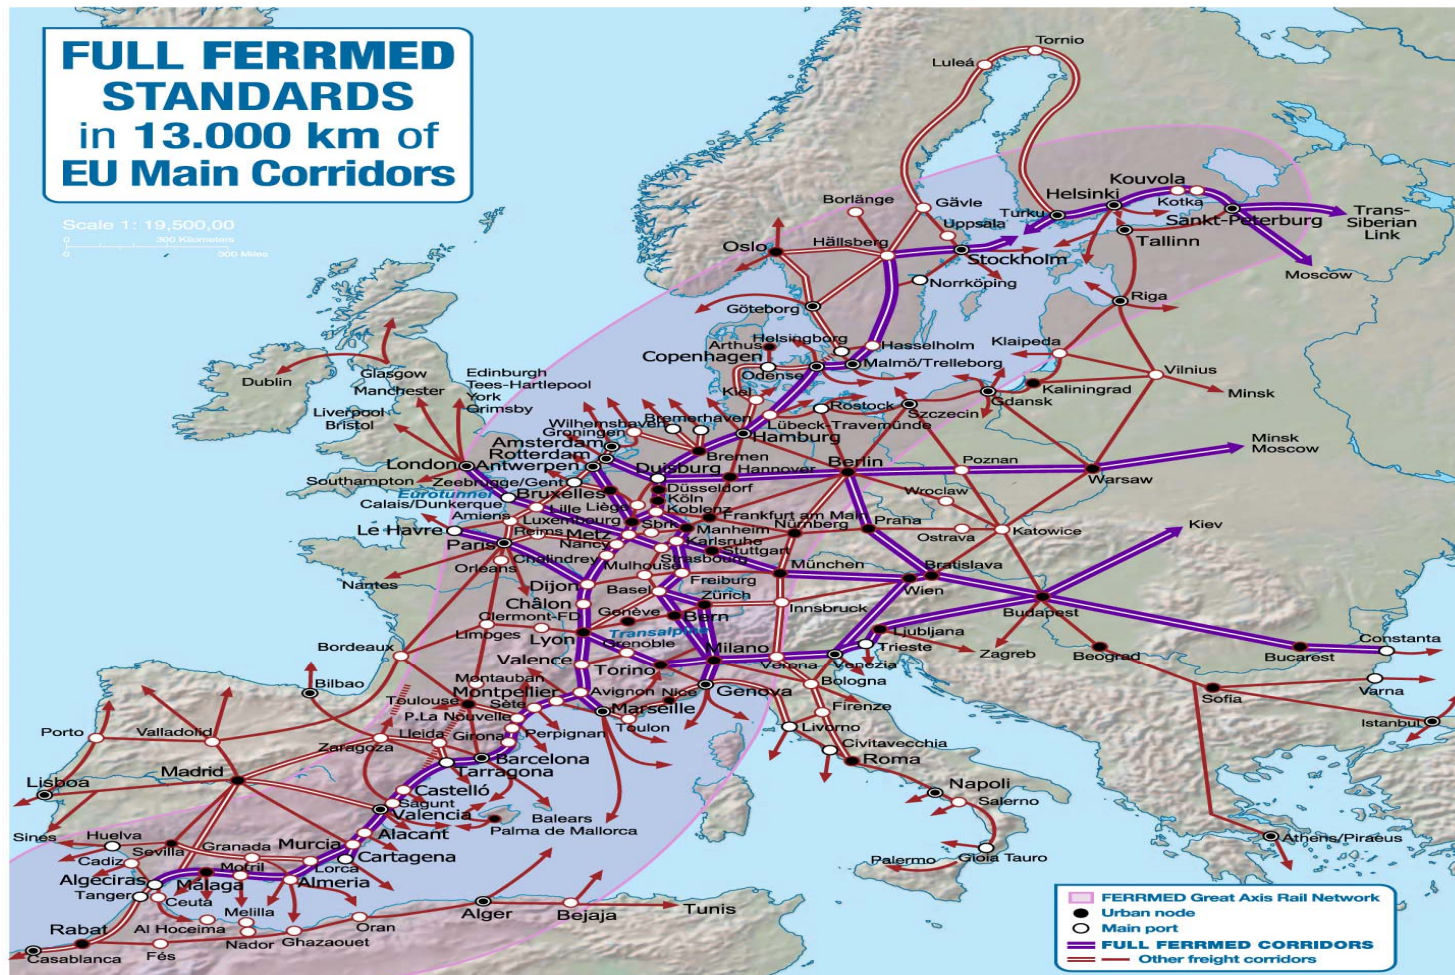 FULL FERRMED
STANDARDS
in 13.000 km of
EU Main Corridors
Scale 1: 19,500,00
0 300 Kilometers
0 300 Miles
Tornio
Luleá
Borlänge
Gävle
Uppsala
Oslo
Hällsberg
Stockholm
Norrköping
Turku
Helsinki
Kouvola
Kotka
Sankt-Peterburg
Trans-
Siberian
Link
Moscow
Tallinn
Riga
Göteborg
Helsingborg
Hasselholm
Arthus
Copenhagen
Odense
Malmö/Trelleborg
Klaipeda
Vilnius
Kaliningrad
Minsk
Gdansk
Dublin
Glasgow
Manchester
Edinburgh
Tees-Hartlepool
York
Grimsby
Liverpool
Bristol
Kiel
Rostock
Szczecin
Lübeck-Travemünde
Wilhemshaven
Bremerhaven
Groningen
Hamburg
Amsterdam
Rotterdam
Bremen
London
Antwerpen
Duisburg
Hannover
Berlin
Poznan
Warsaw
Minsk
Moscow
Southampton
Zeebrugge/Gent
Düsseldorf
Eurotunnel
Bruxelles
Köln
Wroclaw
Calais/Dunkerque
Lille
Liège
Koblenz
Amiens
Luxembourg
Sbrn
Frankfurt am Main
Le Havre
Reims
Metz
Manheim
Nürnberg
Praha
Ostrava
Katowice
Kiev
Paris
Nancy
Karlsruhe
Chalindrey
Strasbourg
Stuttgart
Orleans
Mulhouse
München
Bratislava
Nantes
Dijon
Basel
Freiburg
Wien
Zürich
Châlon
Genève
Bern
Innsbruck
Budapest
Clermont-FD
Limoges
Lyon
Transalpine
Grenoble
Ljubljana
Trieste
Zagreb
Beograd
Bucarest
Constanta
Bordeaux
Valence
Torino
Milano
Verona
Venezia
Bologna
Varna
Bilbao
Montauban
Montpellier
Avignon
Nice
Genova
Sofia
Toulouse
Sète
Marseille
Firenze
Istanbul
P.La Nouvelle
Toulon
Livorno
Porto
Valladolid
Zaragoza
Lleida
Girona
Perpignan
Civitavecchia
Barcelona
Roma
Madrid
Tarragona
Lisboa
Castelló
Napoli
Sagunt
Valencia
Salerno
Balears
Palma de Mallorca
Sines
Huelva
Alacant
Athens/Piraeus
Sevilla
Granada
Murcia
Cadiz
Motril
Lorca
Cartagena
Palermo
Gioia Tauro
Algeciras
Málaga
Almeria
Tanger
Ceuta
Melilla
Alger
Bejaja
Tunis
Rabat
Al Hoceima
Oran
Nador
Ghazaouet
Casablanca
Fés
FERRMED Great Axis Rail Network
Urban node
Main port
FULL FERRMED CORRIDORS
Other freight corridors